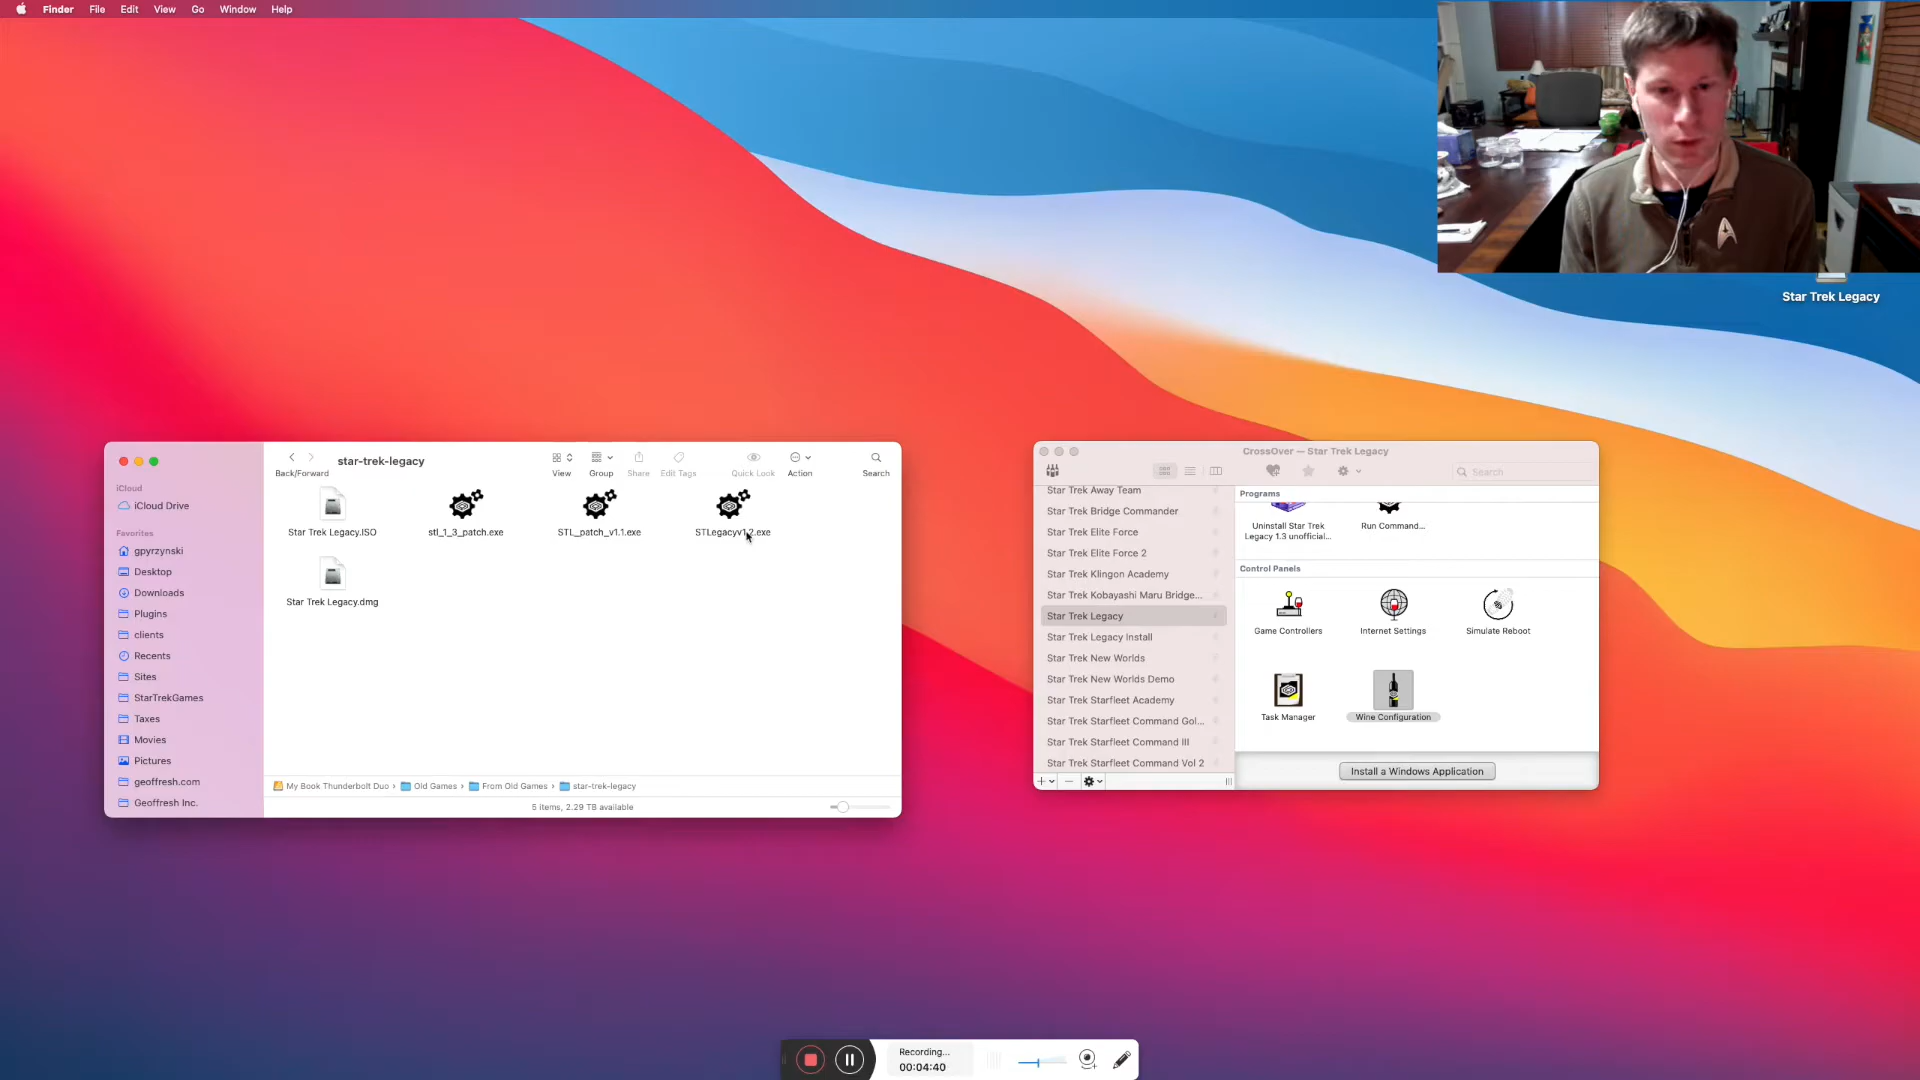 Finder File Edit View Go Window Help
Star Trek Legacy
Back/Forward
star-trek-legacy
View Group Share Edit Tags Quick Look Action Search
iCloud
iCloud Drive
Favorites
gpyrzynski
Desktop
Downloads
Plugins
clients
Recents
Sites
StarTrekGames
Taxes
Movies
Pictures
geoffresh.com
Geoffresh Inc.
Star Trek Legacy.ISO stl_1_3_patch.exe STL_patch_v1.1.exe STLegacyv1.2.exe
Star Trek Legacy.dmg
My Book Thunderbolt Duo › Old Games › From Old Games › star-trek-legacy
5 items, 2.29 TB available
CrossOver — Star Trek Legacy
Search
Star Trek Away Team
Star Trek Bridge Commander
Star Trek Elite Force
Star Trek Elite Force 2
Star Trek Klingon Academy
Star Trek Kobayashi Maru Bridge...
Star Trek Legacy
Star Trek Legacy Install
Star Trek New Worlds
Star Trek New Worlds Demo
Star Trek Starfleet Academy
Star Trek Starfleet Command Gol...
Star Trek Starfleet Command III
Star Trek Starfleet Command Vol 2
Programs
Uninstall Star Trek
Legacy 1.3 unofficial...
Run Command...
Control Panels
Game Controllers Internet Settings Simulate Reboot
Task Manager Wine Configuration
Install a Windows Application
Recording...
00:04:40